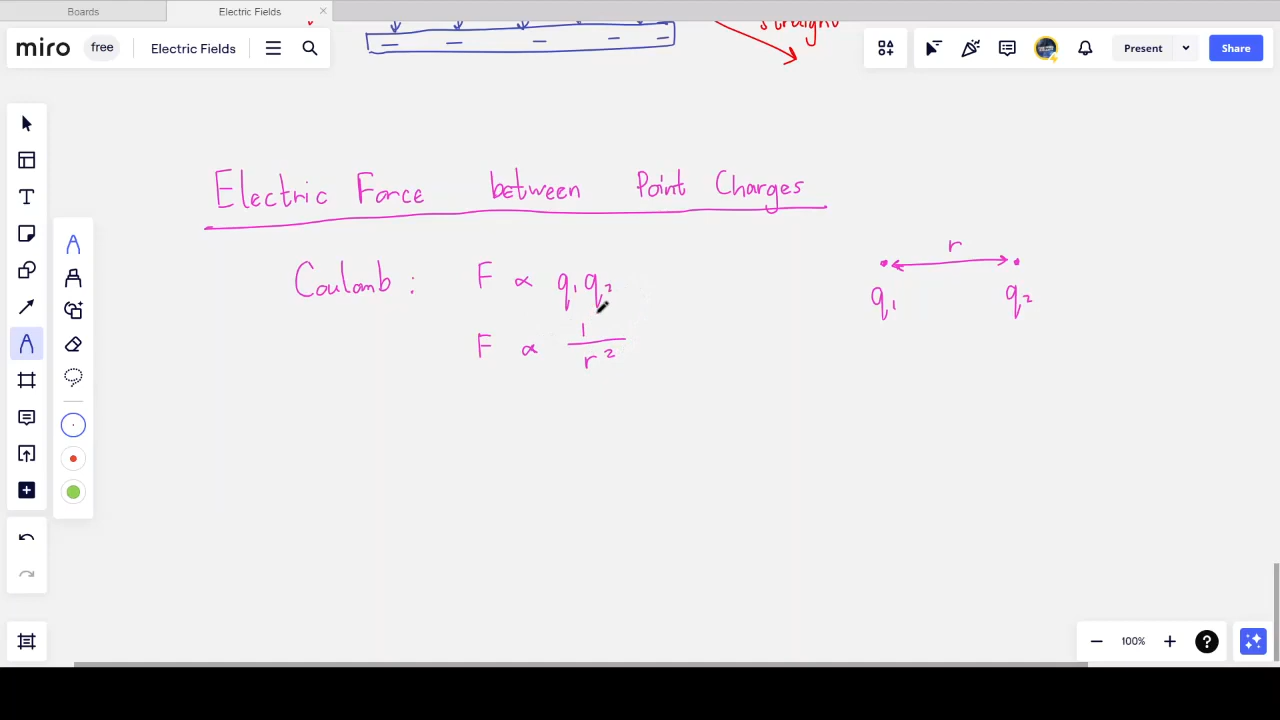 Boards
Electric Fields
straight
miro free Electric Fields
Present
Share
Electric Force between Point Charges
r
Coulomb : F ∝ q₁q₂
q₁ q₂
F ∝ 1/r²
100%